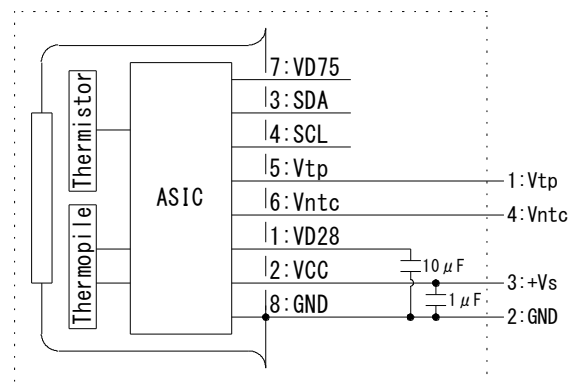 Thermistor
Thermopile
ASIC
7:VD75
3:SDA
4:SCL
5:Vtp
6:Vntc
1:VD28
2:VCC
8:GND
10μF
1μF
1:Vtp
4:Vntc
3:+Vs
2:GND